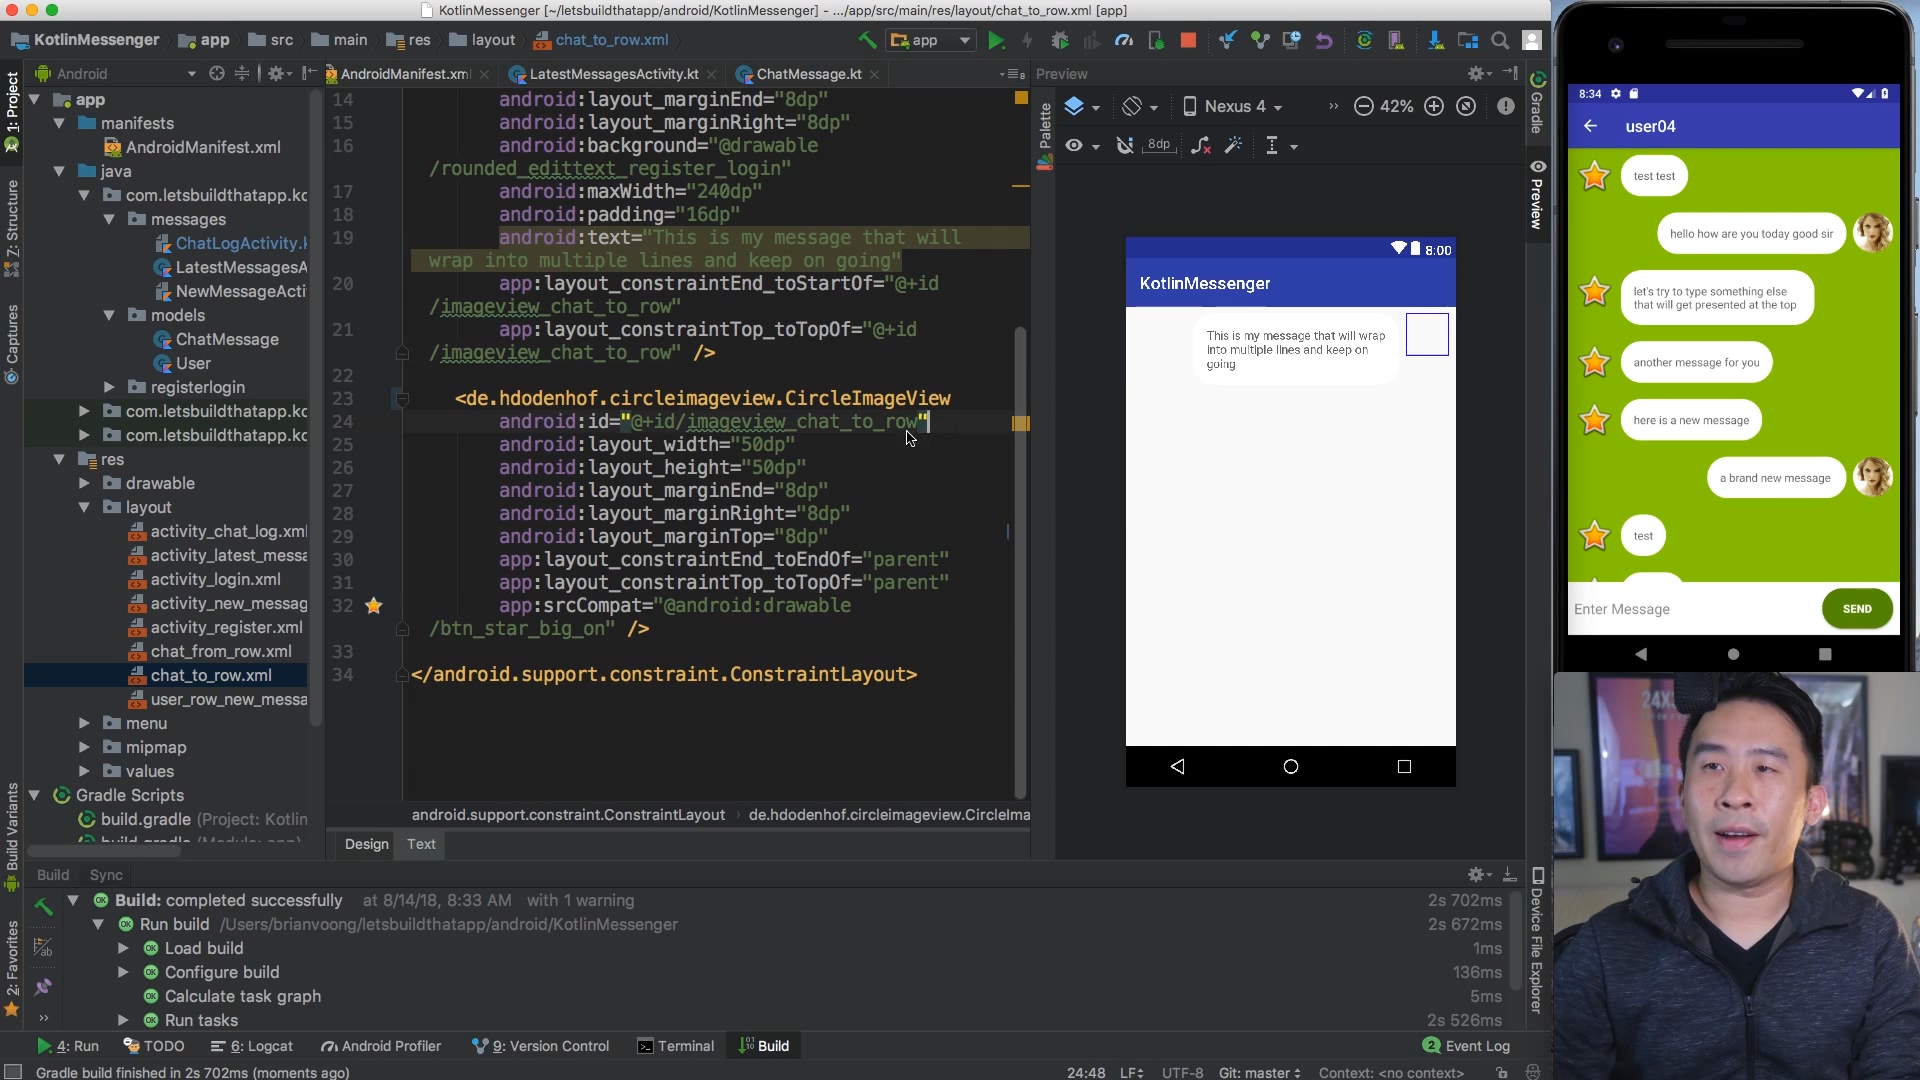 KotlinMessenger [~/letsbuildthatapp/android/KotlinMessenger] - .../app/src/main/res/layout/chat_to_row.xml [app]
KotlinMessenger app src main res layout chat_to_row.xml app
1: Project
Z: Structure
Captures
Build Variants
2: Favorites
Android
AndroidManifest.xml LatestMessagesActivity.kt ChatMessage.kt
app
manifests
AndroidManifest.xml
java
com.letsbuildthatapp.kc
messages
ChatLogActivity.k
LatestMessagesA
NewMessageActi
models
ChatMessage
User
registerlogin
com.letsbuildthatapp.kc
com.letsbuildthatapp.kc
res
drawable
layout
activity_chat_log.xml
activity_latest_messa
activity_login.xml
activity_new_messag
activity_register.xml
chat_from_row.xml
chat_to_row.xml
user_row_new_messa
menu
mipmap
values
Gradle Scripts
build.gradle (Project: Kotlin
14 android:layout_marginEnd="8dp"
15 android:layout_marginRight="8dp"
16 android:background="@drawable
/rounded_edittext_register_login"
17 android:maxWidth="240dp"
18 android:padding="16dp"
19 android:text="This is my message that will
wrap into multiple lines and keep on going"
20 app:layout_constraintEnd_toStartOf="@+id
/imageview_chat_to_row"
21 app:layout_constraintTop_toTopOf="@+id
/imageview_chat_to_row" />
22
23 <de.hdodenhof.circleimageview.CircleImageView
24 android:id="@+id/imageview_chat_to_row"
25 android:layout_width="50dp"
26 android:layout_height="50dp"
27 android:layout_marginEnd="8dp"
28 android:layout_marginRight="8dp"
29 android:layout_marginTop="8dp"
30 app:layout_constraintEnd_toEndOf="parent"
31 app:layout_constraintTop_toTopOf="parent"
32 app:srcCompat="@android:drawable
/btn_star_big_on" />
33
34 </android.support.constraint.ConstraintLayout>
android.support.constraint.ConstraintLayout de.hdodenhof.circleimageview.CircleIma
Design Text
Preview
Palette
Nexus 4 42%
8dp
8:00
KotlinMessenger
This is my message that will wrap
into multiple lines and keep on
going
Gradle
Preview
Device File Explorer
8:34
user04
test test
hello how are you today good sir
let's try to type something else
that will get presented at the top
another message for you
here is a new message
a brand new message
test
Enter Message SEND
Build Sync
Build: completed successfully at 8/14/18, 8:33 AM with 1 warning 2s 702ms
Run build /Users/brianvoong/letsbuildthatapp/android/KotlinMessenger 2s 672ms
Load build 1ms
Configure build 136ms
Calculate task graph 5ms
Run tasks 2s 526ms
4: Run TODO 6: Logcat Android Profiler 9: Version Control Terminal Build 2 Event Log
Gradle build finished in 2s 702ms (moments ago) 24:48 LF UTF-8 Git: master Context: <no context>